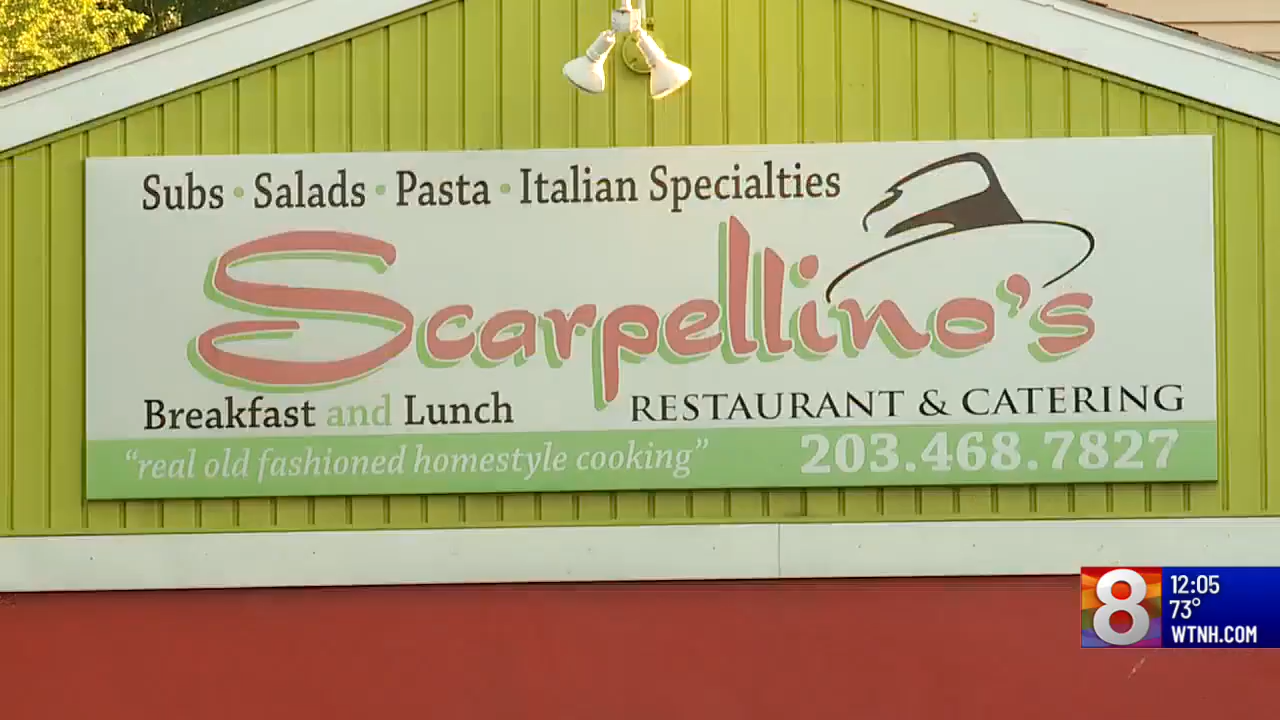 Subs • Salads • Pasta • Italian Specialties
Scarpellino's
Breakfast and Lunch
RESTAURANT & CATERING
"real old fashioned homestyle cooking"
203.468.7827
8
12:05
73°
WTNH.COM